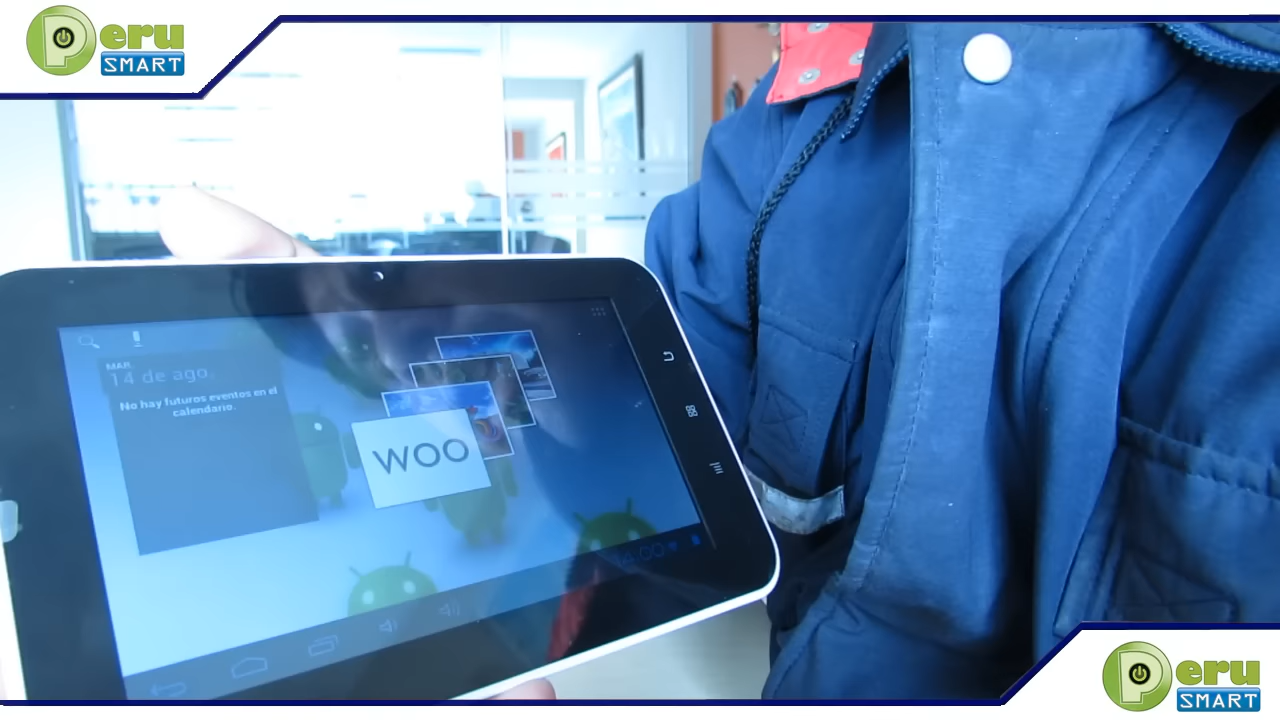 Peru
SMART
MAR.
14 de ago.
No hay futuros eventos en el
calendario.
WOO
Peru
SMART